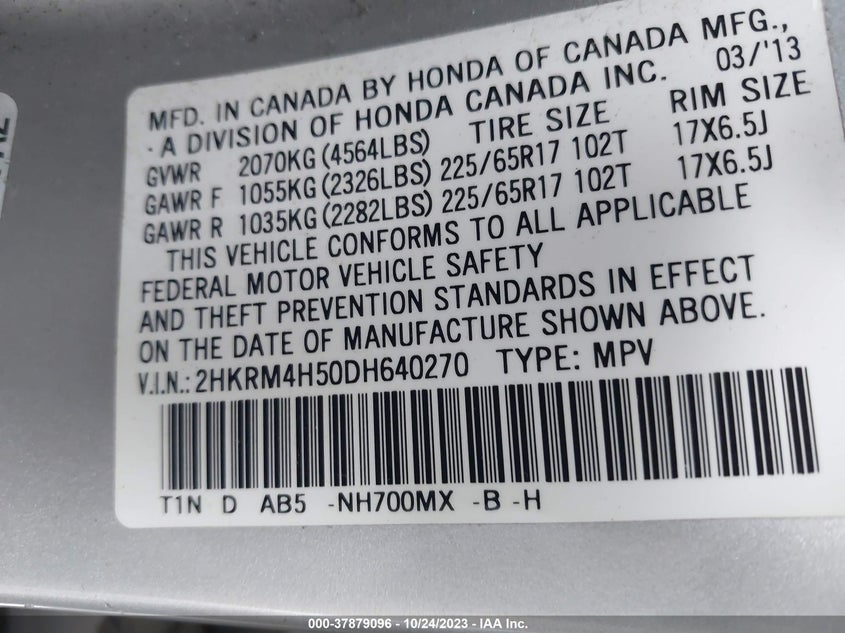 MFD. IN CANADA BY HONDA OF CANADA MFG.,
· A DIVISION OF HONDA CANADA INC. 03/'13
GVWR 2070KG (4564LBS) TIRE SIZE RIM SIZE
GAWR F 1055KG (2326LBS) 225/65R17 102T 17X6.5J
GAWR R 1035KG (2282LBS) 225/65R17 102T 17X6.5J
THIS VEHICLE CONFORMS TO ALL APPLICABLE
FEDERAL MOTOR VEHICLE SAFETY
AND THEFT PREVENTION STANDARDS IN EFFECT
ON THE DATE OF MANUFACTURE SHOWN ABOVE.
V.I.N.: 2HKRM4H50DH640270 TYPE: MPV
T1N D AB5 -NH700MX -B -H
000-37879096 - 10/24/2023 - IAA Inc.